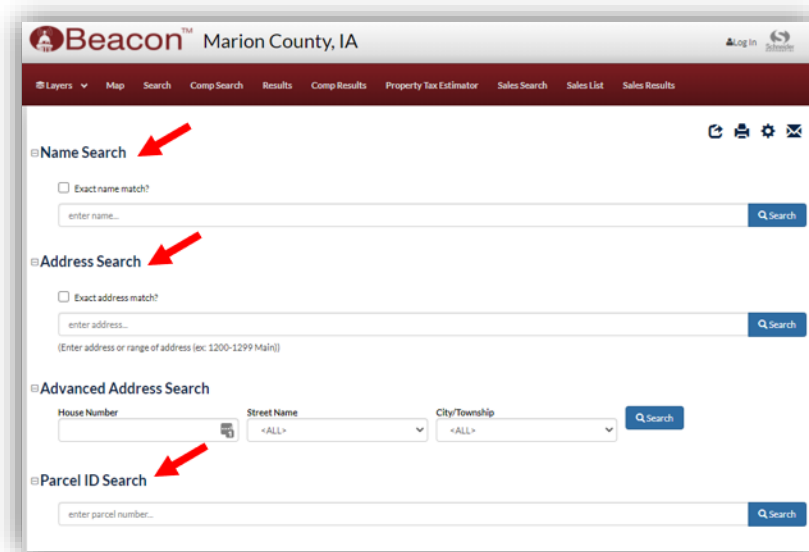 Beacon™ Marion County, IA
Log In
Schneider
Layers Map Search Comp Search Results Comp Results Property Tax Estimator Sales Search Sales List Sales Results
Name Search
Exact name match?
enter name... Search
Address Search
Exact address match?
enter address... Search
(Enter address or range of address (ex: 1200-1299 Main))
Advanced Address Search
House Number Street Name City/Township
<ALL> <ALL> Search
Parcel ID Search
enter parcel number... Search